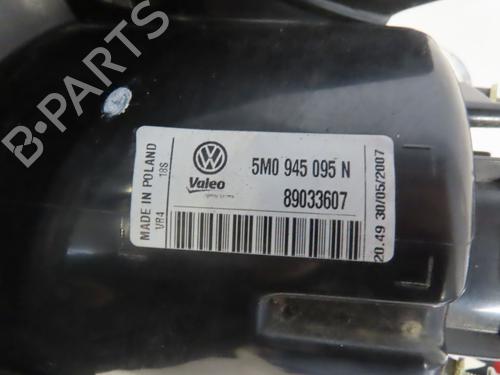 MADE IN POLAND
18S
VR4
Valeo
5M0 945 095 N
89033607
20.49 30/05/2007
B-PARTS